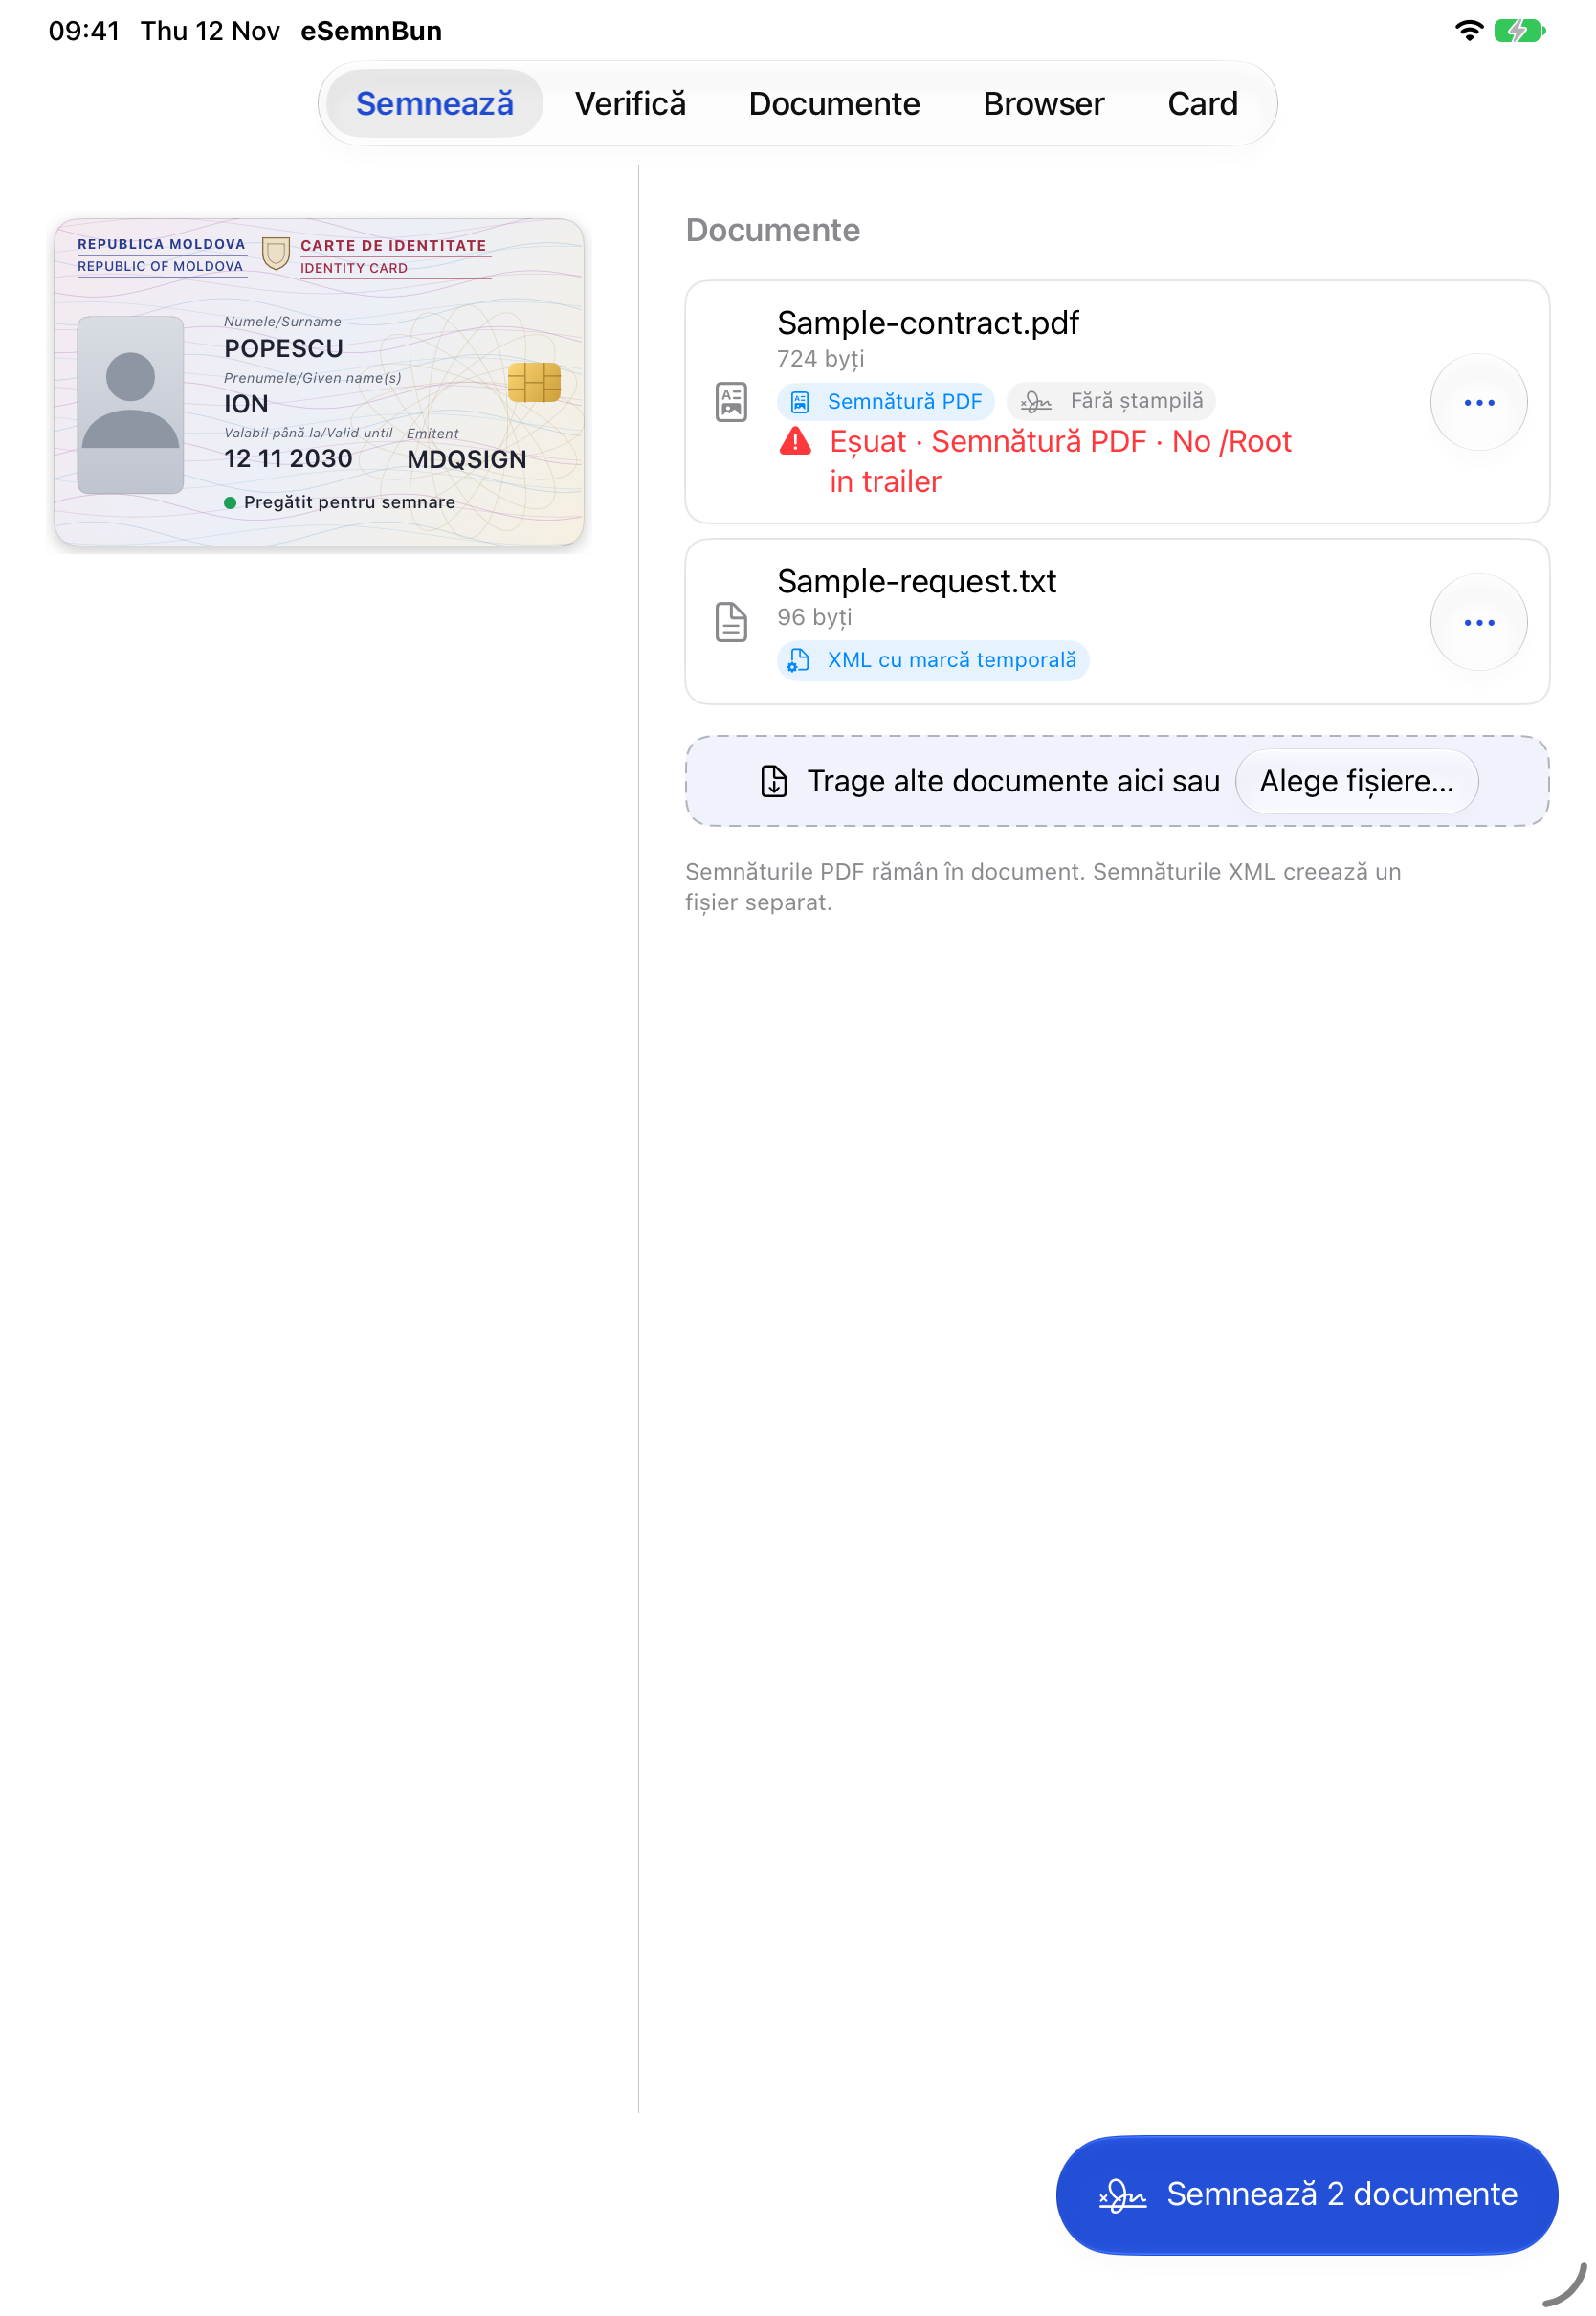 09:41 Thu 12 Nov eSemnBun
Semnează Verifică Documente Browser Card
REPUBLICA MOLDOVA
REPUBLIC OF MOLDOVA
CARTE DE IDENTITATE
IDENTITY CARD
Numele/Surname
POPESCU
Prenumele/Given name(s)
ION
Valabil până la/Valid until Emitent
12 11 2030 MDQSIGN
Pregătit pentru semnare
Documente
Sample-contract.pdf
724 byți
Semnătură PDF Fără ștampilă
Eșuat · Semnătură PDF · No /Root
in trailer
Sample-request.txt
96 byți
XML cu marcă temporală
Trage alte documente aici sau Alege fișiere...
Semnăturile PDF rămân în document. Semnăturile XML creează un
fișier separat.
Semnează 2 documente